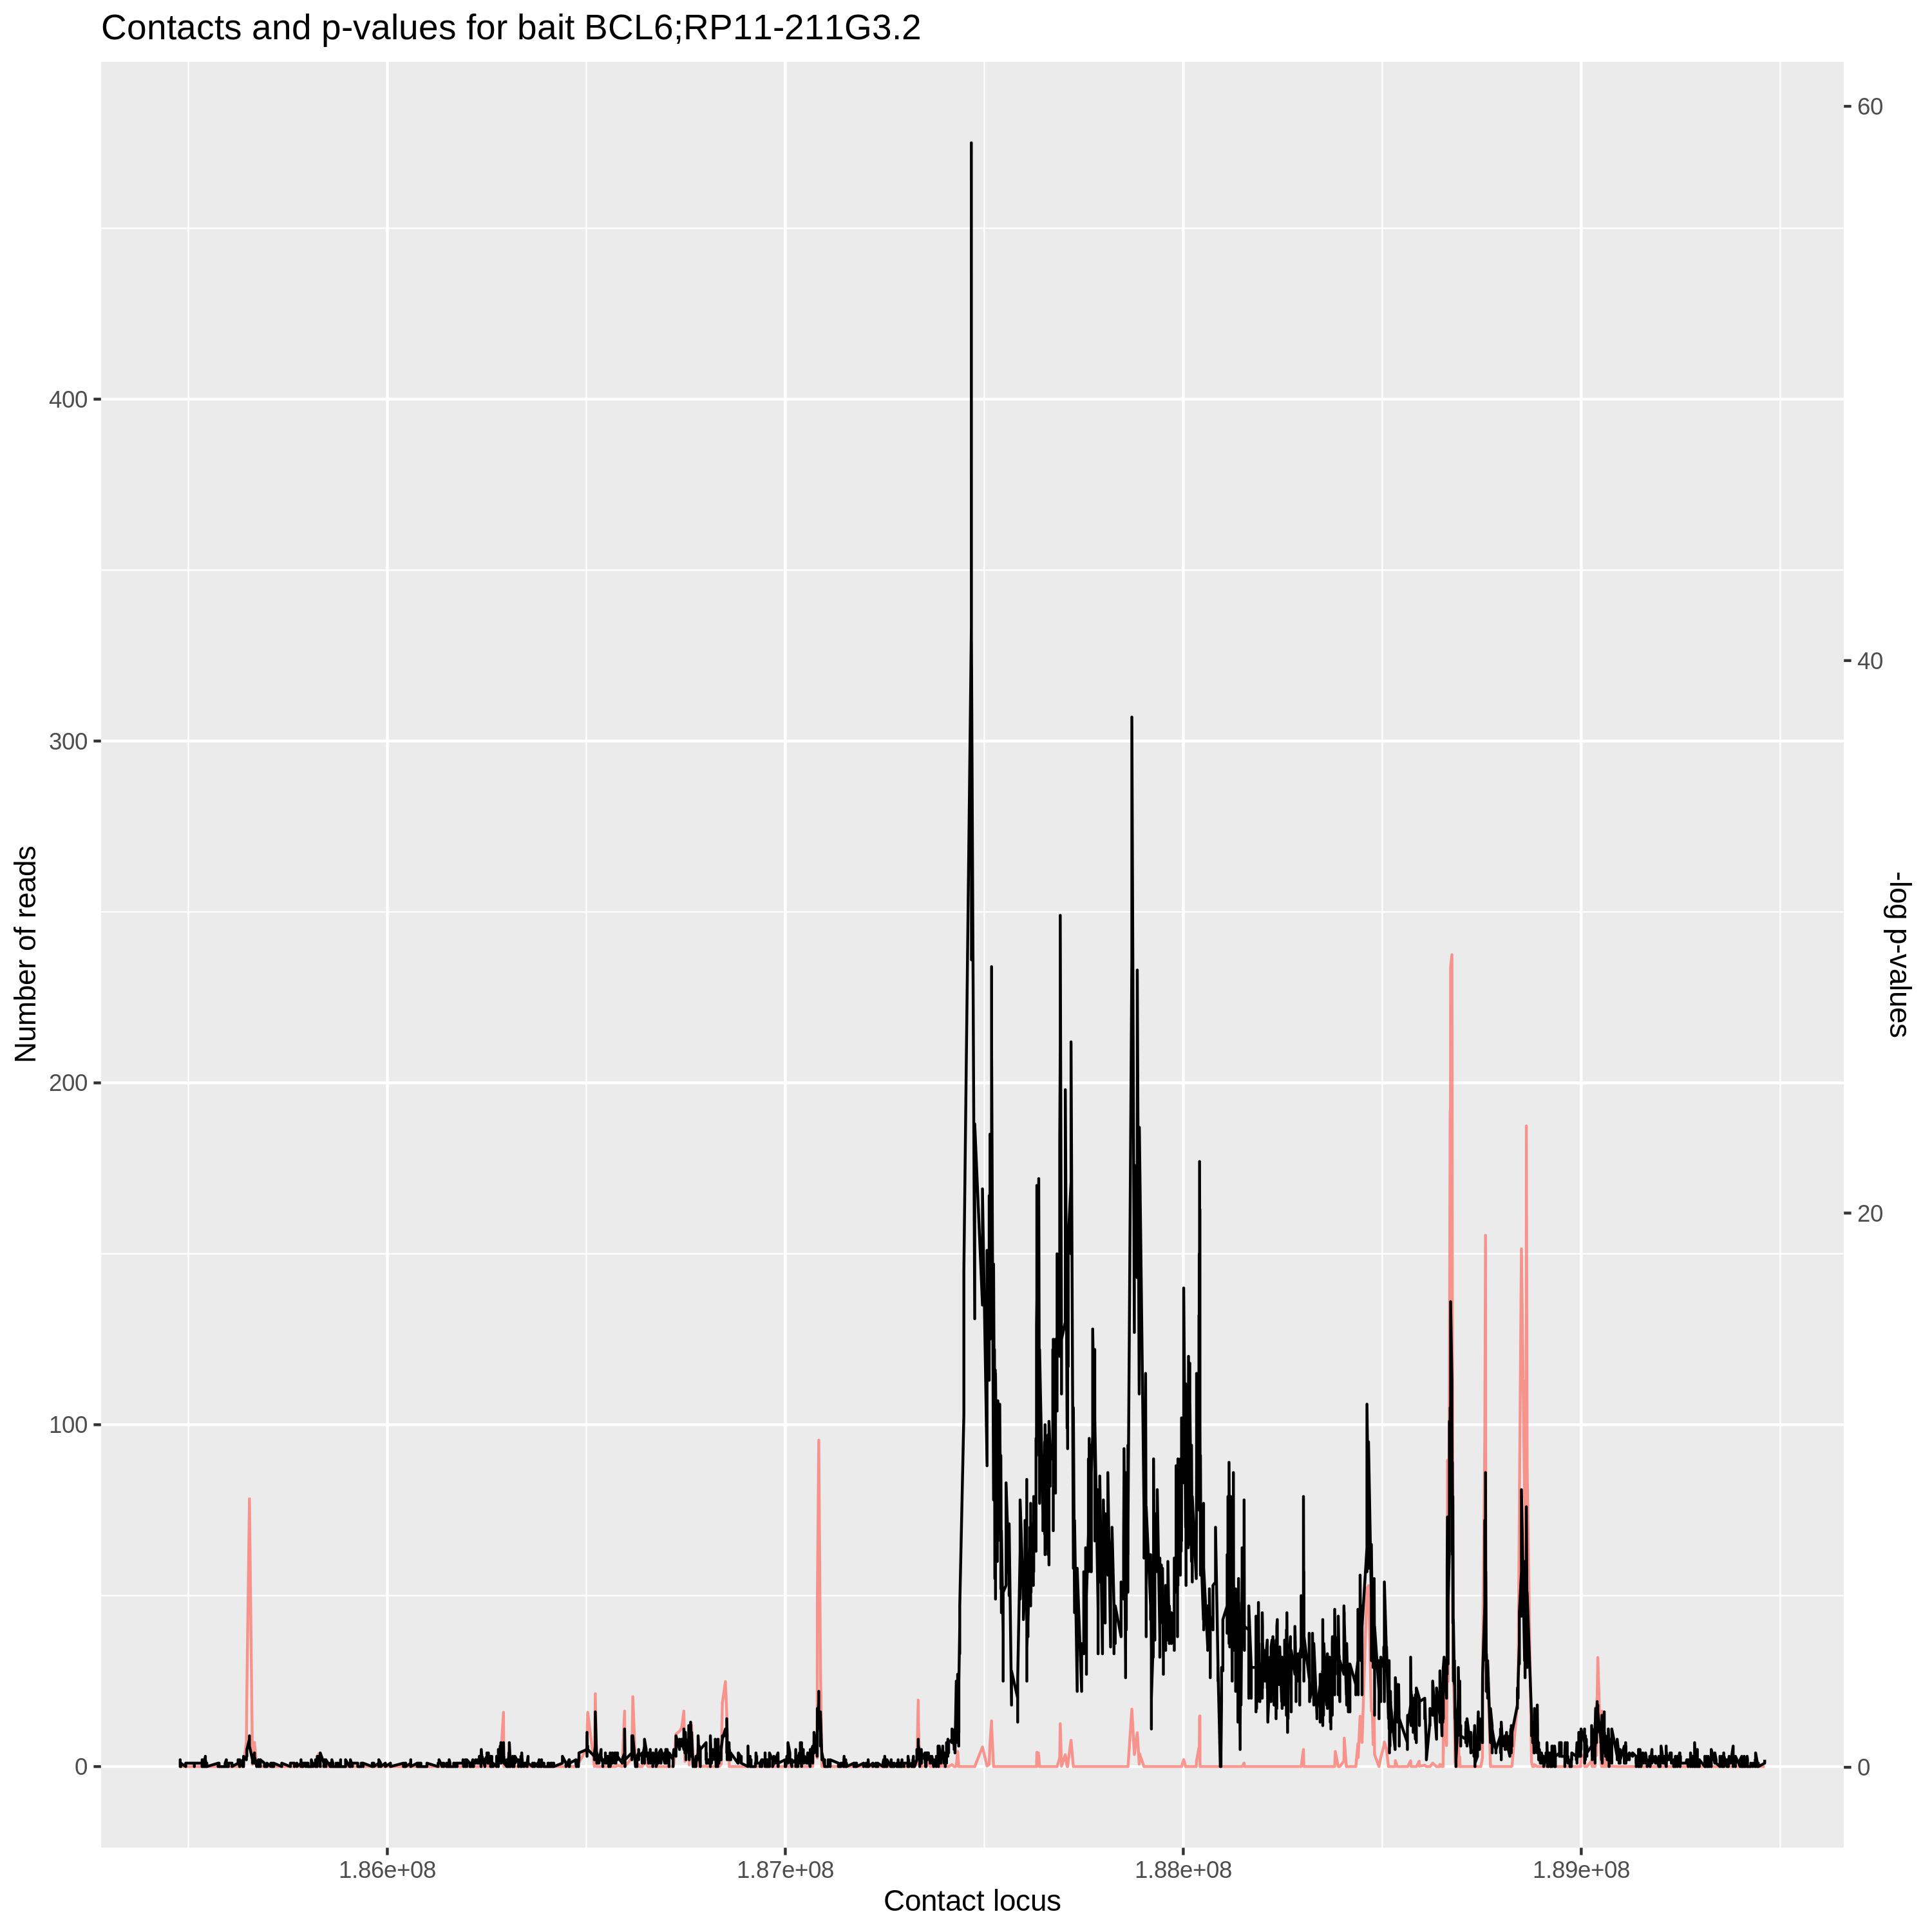 Contacts and p-values for bait BCL6;RP11-211G3.2
60
400
40
300
Number of reads
-log p-values
200
20
100
0
0
1.86e+08
1.87e+08
1.88e+08
1.89e+08
Contact locus